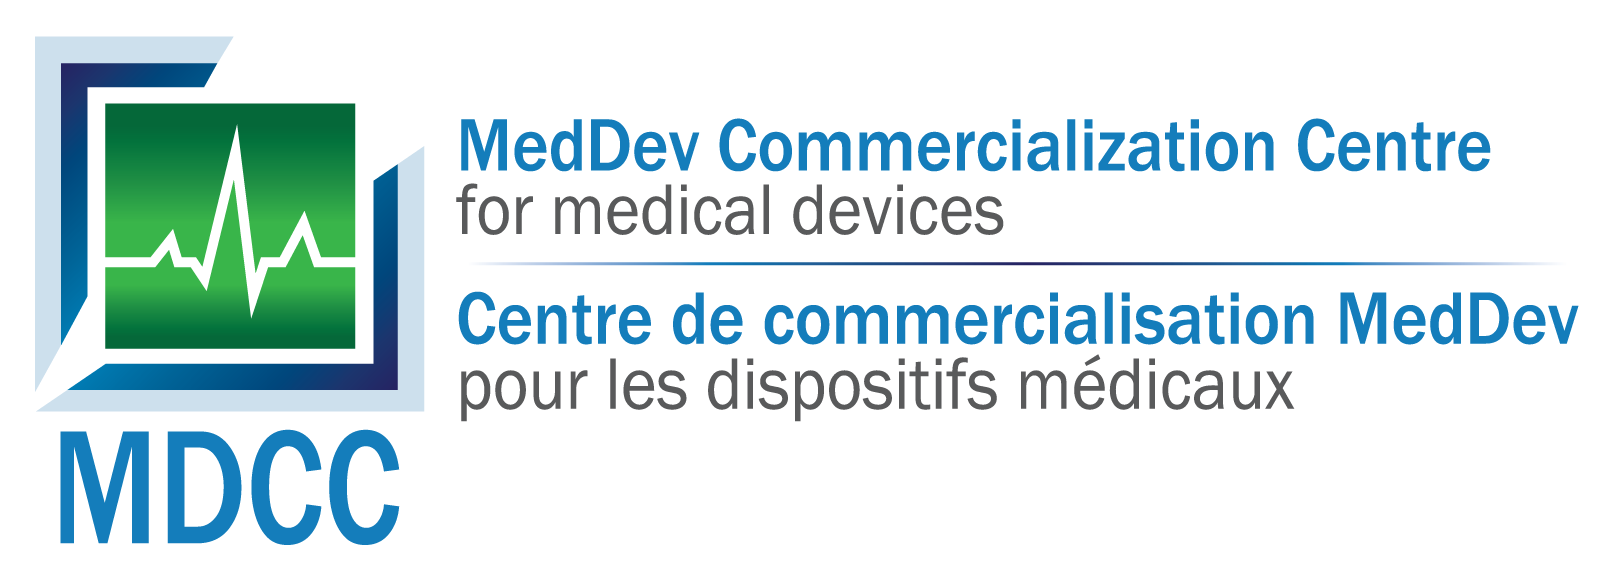 MedDev Commercialization Centre
for medical devices
Centre de commercialisation MedDev
pour les dispositifs médicaux
MDCC